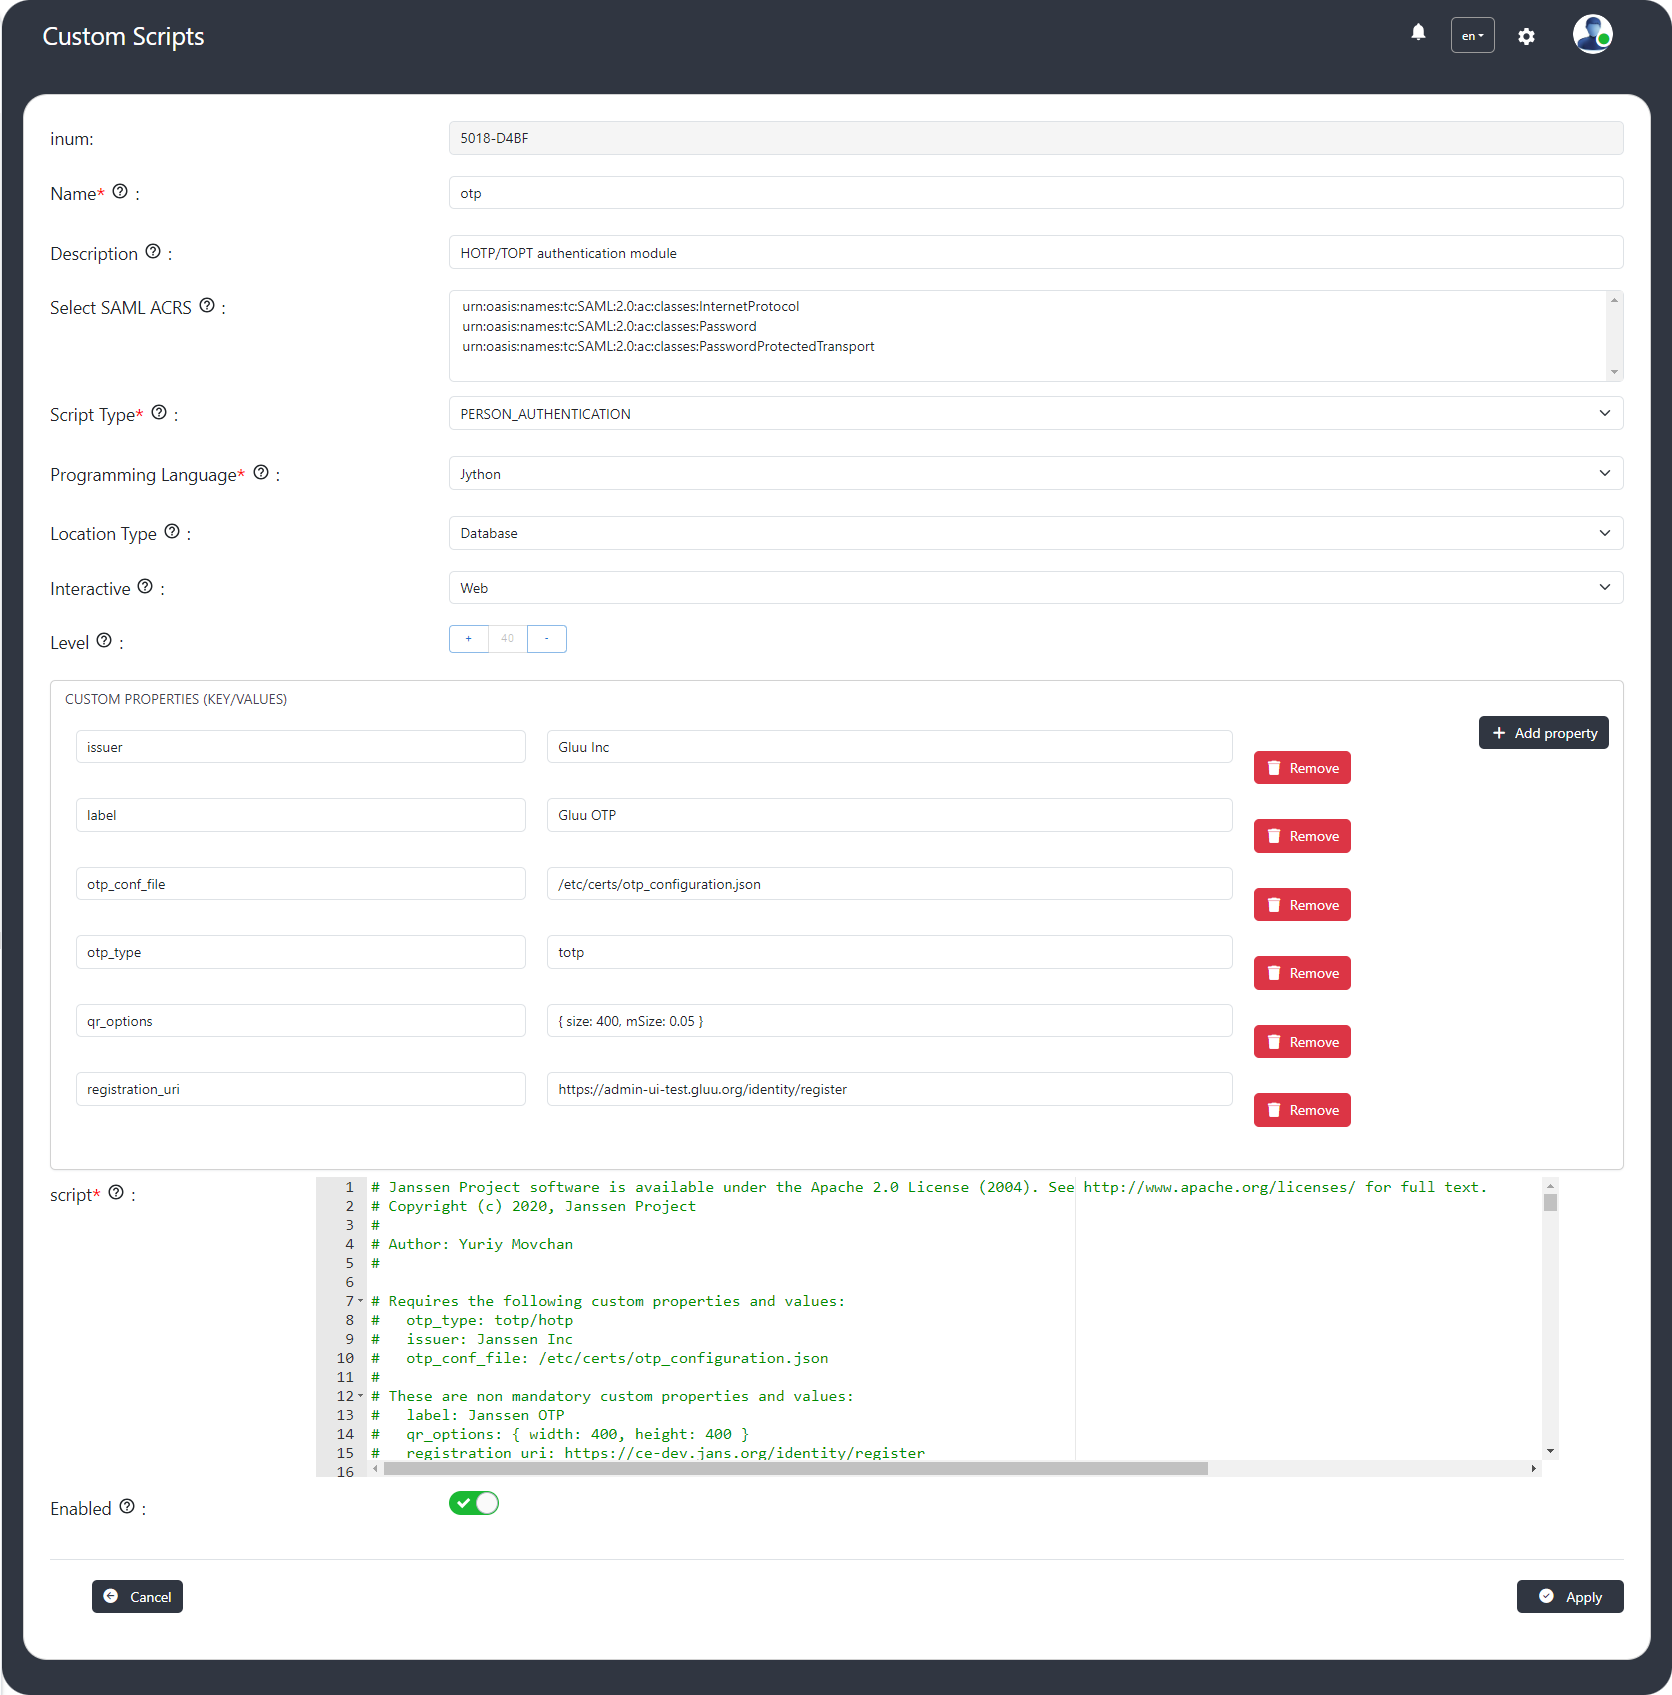 Custom Scripts
en
inum:
5018-D4BF
Name* :
otp
Description :
HOTP/TOPT authentication module
Select SAML ACRS :
urn:oasis:names:tc:SAML:2.0:ac:classes:InternetProtocol
urn:oasis:names:tc:SAML:2.0:ac:classes:Password
urn:oasis:names:tc:SAML:2.0:ac:classes:PasswordProtectedTransport
Script Type* :
PERSON_AUTHENTICATION
Programming Language* :
Jython
Location Type :
Database
Interactive :
Web
Level :
+ 40 -
CUSTOM PROPERTIES (KEY/VALUES)
+ Add property
issuer
Gluu Inc
Remove
label
Gluu OTP
Remove
otp_conf_file
/etc/certs/otp_configuration.json
Remove
otp_type
totp
Remove
qr_options
{ size: 400, mSize: 0.05 }
Remove
registration_uri
https://admin-ui-test.gluu.org/identity/register
Remove
script* :
1 # Janssen Project software is available under the Apache 2.0 License (2004). See http://www.apache.org/licenses/ for full text.
2 # Copyright (c) 2020, Janssen Project
3 #
4 # Author: Yuriy Movchan
5 #
6
7 # Requires the following custom properties and values:
8 #   otp_type: totp/hotp
9 #   issuer: Janssen Inc
10 #   otp_conf_file: /etc/certs/otp_configuration.json
11 #
12 # These are non mandatory custom properties and values:
13 #   label: Janssen OTP
14 #   qr_options: { width: 400, height: 400 }
15 #   registration_uri: https://ce-dev.jans.org/identity/register
16
Enabled :
Cancel
Apply